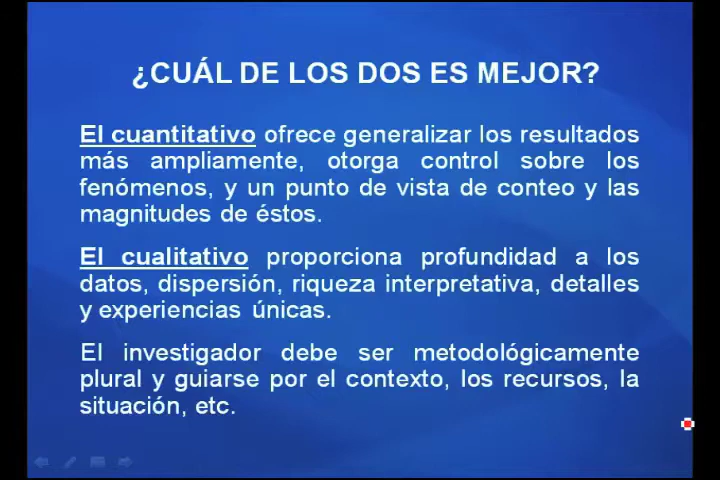 ¿CUÁL DE LOS DOS ES MEJOR?
El cuantitativo ofrece generalizar los resultados
más ampliamente, otorga control sobre los
fenómenos, y un punto de vista de conteo y las
magnitudes de éstos.
El cualitativo proporciona profundidad a los
datos, dispersión, riqueza interpretativa, detalles
y experiencias únicas.
El investigador debe ser metodológicamente
plural y guiarse por el contexto, los recursos, la
situación, etc.